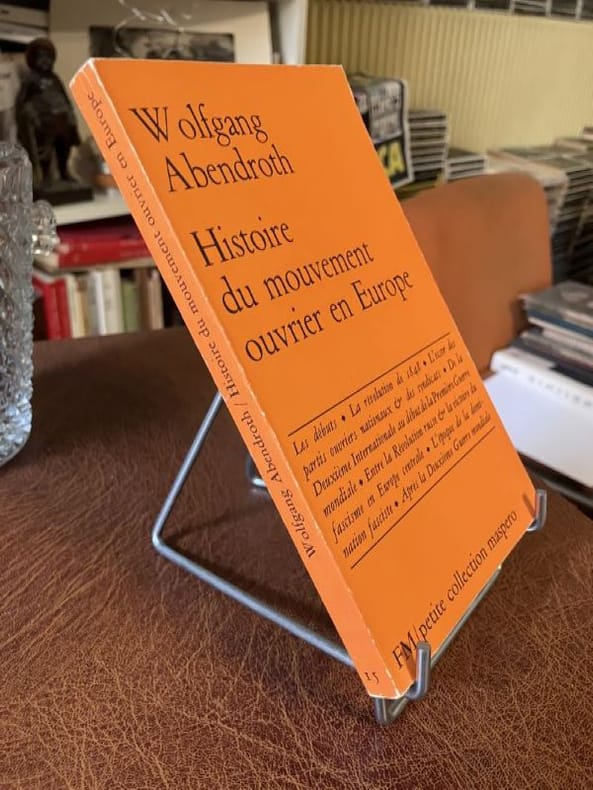 Wolfgang
Abendroth
Histoire
du mouvement
ouvrier en Europe
Les débuts • La révolution de 1848 • L'essor des
partis ouvriers nationaux & des syndicats • De la
Deuxième Internationale au début de la Première Guerre
mondiale • Entre la Révolution russe & la victoire du
fascisme en Europe centrale • L'époque de la domi-
nation fasciste • Après la Deuxième Guerre mondiale
FM/petite collection maspero
Wolfgang Abendroth / Histoire du mouvement ouvrier en Europe
15